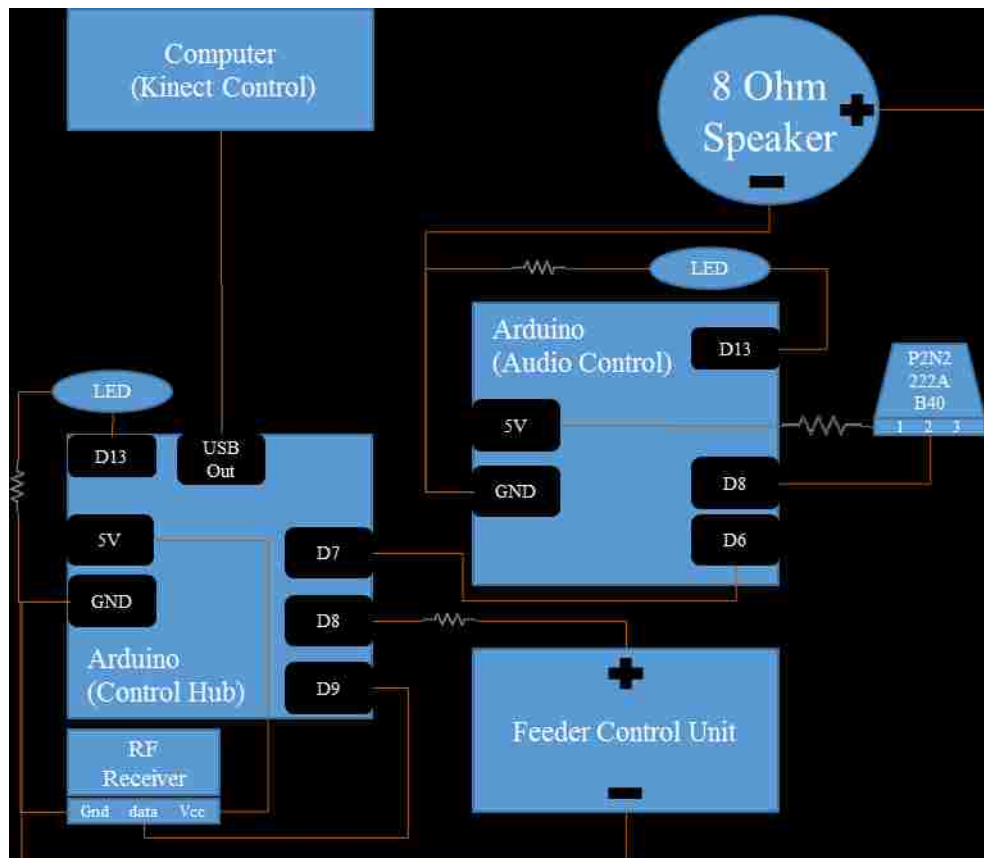 Computer
(Kinect Control)
8 Ohm
Speaker
LED
Arduino
(Audio Control)
D13
P2N2
222A
B40
1 2 3
5V
GND
D8
D6
LED
D13
USB
Out
5V
GND
D7
D8
D9
Arduino
(Control Hub)
RF
Receiver
Gnd data Vcc
Feeder Control Unit